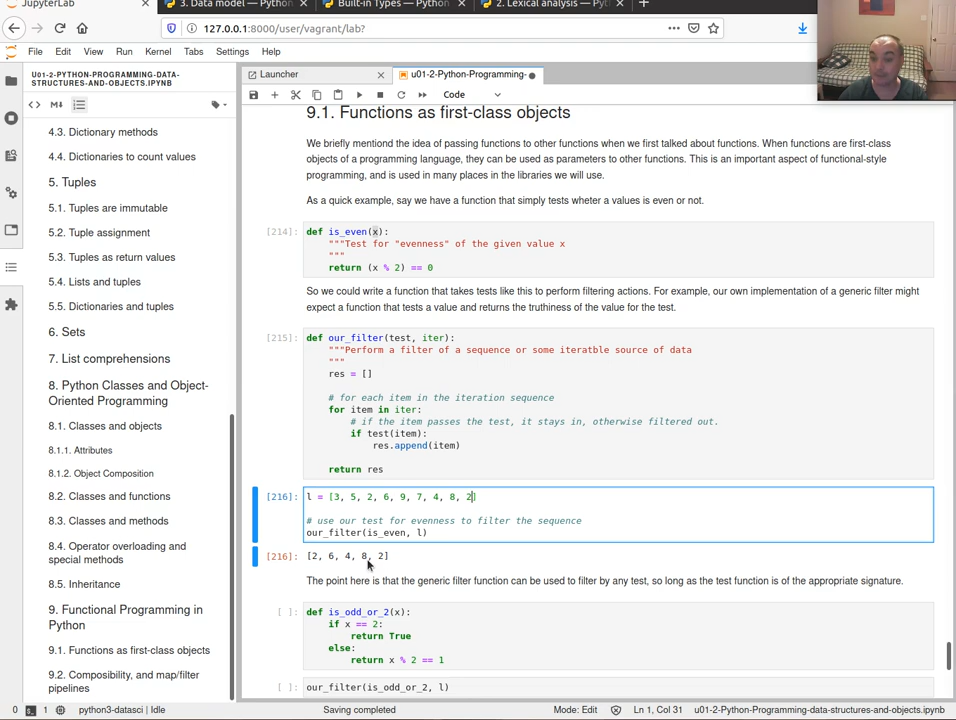 JupyterLab
3. Data model — Python
Built-in Types — Python
2. Lexical analysis — Pyt
127.0.0.1:8000/user/vagrant/lab?
File Edit View Run Kernel Tabs Settings Help
U01-2-PYTHON-PROGRAMMING-DATA-
STRUCTURES-AND-OBJECTS.IPYNB
4.3. Dictionary methods
4.4. Dictionaries to count values
5. Tuples
5.1. Tuples are immutable
5.2. Tuple assignment
5.3. Tuples as return values
5.4. Lists and tuples
5.5. Dictionaries and tuples
6. Sets
7. List comprehensions
8. Python Classes and Object-
Oriented Programming
8.1. Classes and objects
8.1.1. Attributes
8.1.2. Object Composition
8.2. Classes and functions
8.3. Classes and methods
8.4. Operator overloading and
special methods
8.5. Inheritance
9. Functional Programming in
Python
9.1. Functions as first-class objects
9.2. Composibility, and map/filter
pipelines
Launcher
u01-2-Python-Programming-
Code
9.1. Functions as first-class objects
We briefly mentiond the idea of passing functions to other functions when we first talked about functions. When functions are first-class
objects of a programming language, they can be used as parameters to other functions. This is an important aspect of functional-style
programming, and is used in many places in the libraries we will use.
As a quick example, say we have a function that simply tests wheter a values is even or not.
[214]: def is_even(x):
"""Test for "evenness" of the given value x
"""
return (x % 2) == 0
So we could write a function that takes tests like this to perform filtering actions. For example, our own implementation of a generic filter might
expect a function that tests a value and returns the truthiness of the value for the test.
[215]: def our_filter(test, iter):
"""Perform a filter of a sequence or some iteratble source of data
"""
res = []
# for each item in the iteration sequence
for item in iter:
# if the item passes the test, it stays in, otherwise filtered out.
if test(item):
res.append(item)
return res
[216]: l = [3, 5, 2, 6, 9, 7, 4, 8, 2]
# use our test for evenness to filter the sequence
our_filter(is_even, l)
[216]: [2, 6, 4, 8, 2]
The point here is that the generic filter function can be used to filter by any test, so long as the test function is of the appropriate signature.
[ ]: def is_odd_or_2(x):
if x == 2:
return True
else:
return x % 2 == 1
[ ]: our_filter(is_odd_or_2, l)
0 1 python3-datasci | Idle Saving completed Mode: Edit Ln 1, Col 31 u01-2-Python-Programming-data-structures-and-objects.ipynb